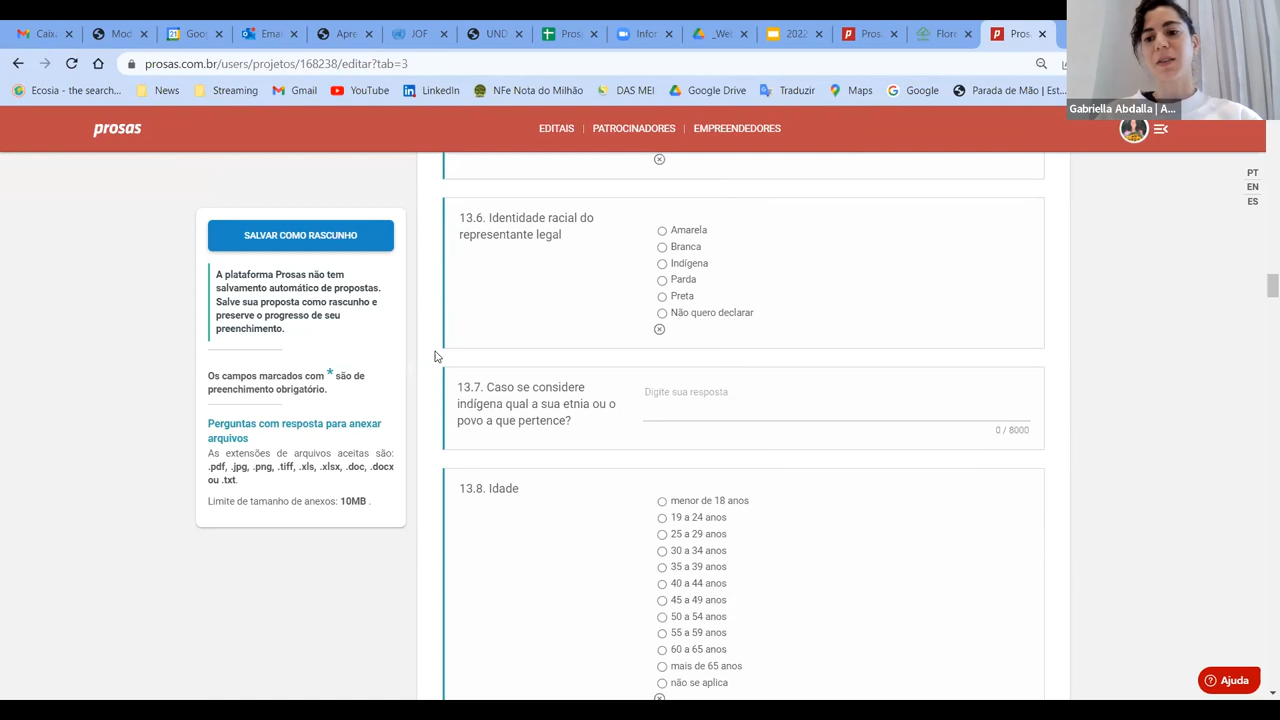 Caix
Mod
Goo
Emai
Apre
JOF
UND
Prosp
Infor
_Wel
2022
Pros
Flore
Pros
prosas.com.br/users/projetos/168238/editar?tab=3
Ecosia - the search...
News
Streaming
Gmail
YouTube
LinkedIn
NFe Nota do Milhão
DAS MEI
Google Drive
Traduzir
Maps
Google
Parada de Mão | Est...
Gabriella Abdalla | A...
prosas
EDITAIS | PATROCINADORES | EMPREENDEDORES
PT
EN
ES
SALVAR COMO RASCUNHO
A plataforma Prosas não tem
salvamento automático de propostas.
Salve sua proposta como rascunho e
preserve o progresso de seu
preenchimento.
Os campos marcados com * são de
preenchimento obrigatório.
Perguntas com resposta para anexar
arquivos
As extensões de arquivos aceitas são:
.pdf, .jpg, .png, .tiff, .xls, .xlsx, .doc, .docx
ou .txt.
Limite de tamanho de anexos: 10MB .
13.6. Identidade racial do
representante legal
Amarela
Branca
Indígena
Parda
Preta
Não quero declarar
13.7. Caso se considere
indígena qual a sua etnia ou o
povo a que pertence?
Digite sua resposta
0 / 8000
13.8. Idade
menor de 18 anos
19 a 24 anos
25 a 29 anos
30 a 34 anos
35 a 39 anos
40 a 44 anos
45 a 49 anos
50 a 54 anos
55 a 59 anos
60 a 65 anos
mais de 65 anos
não se aplica
Ajuda